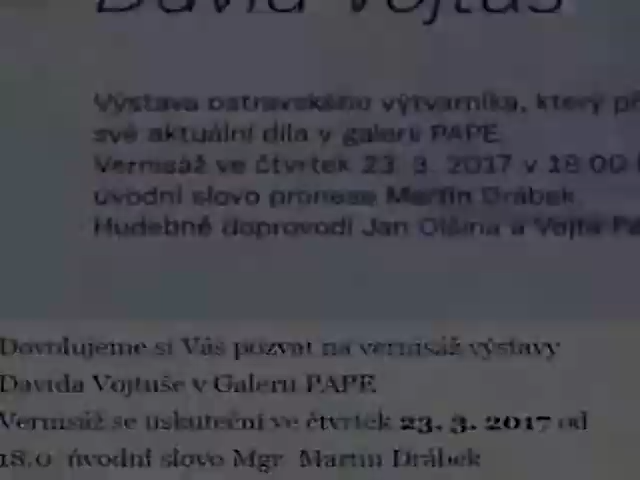 David Vojtuš
Výstava ostravského výtvarníka, který
své aktuální díla v galerii PAPE.
Vernisáž ve čtvrtek 23. 3. 2017 v 18.00
úvodní slovo pronese Martin Drábek.
Hudebně doprovodí Jan Olšina a Vojta
Dovolujeme si Vás pozvat na vernisáž výstavy
Davida Vojtuše v Galerii PAPE
Vernisáž se uskuteční ve čtvrtek 23. 3. 2017 od
18.0 úvodní slovo Mgr. Martin Drábek